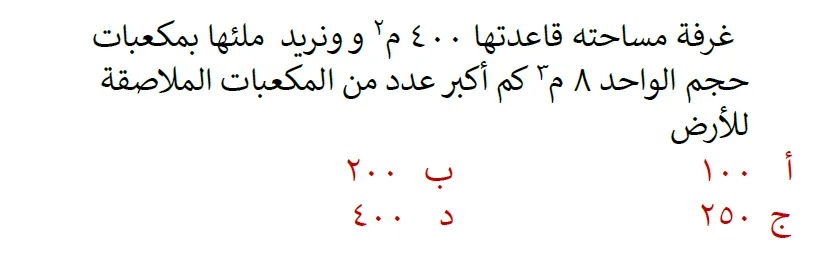 غرفة مساحته قاعدتها ٤٠٠ م٢ و ونريد ملئها بمكعبات
حجم الواحد ٨ م٣ كم أكبر عدد من المكعبات الملاصقة
للأرض
أ ١٠٠ ب ٢٠٠
ج ٢٥٠ د ٤٠٠